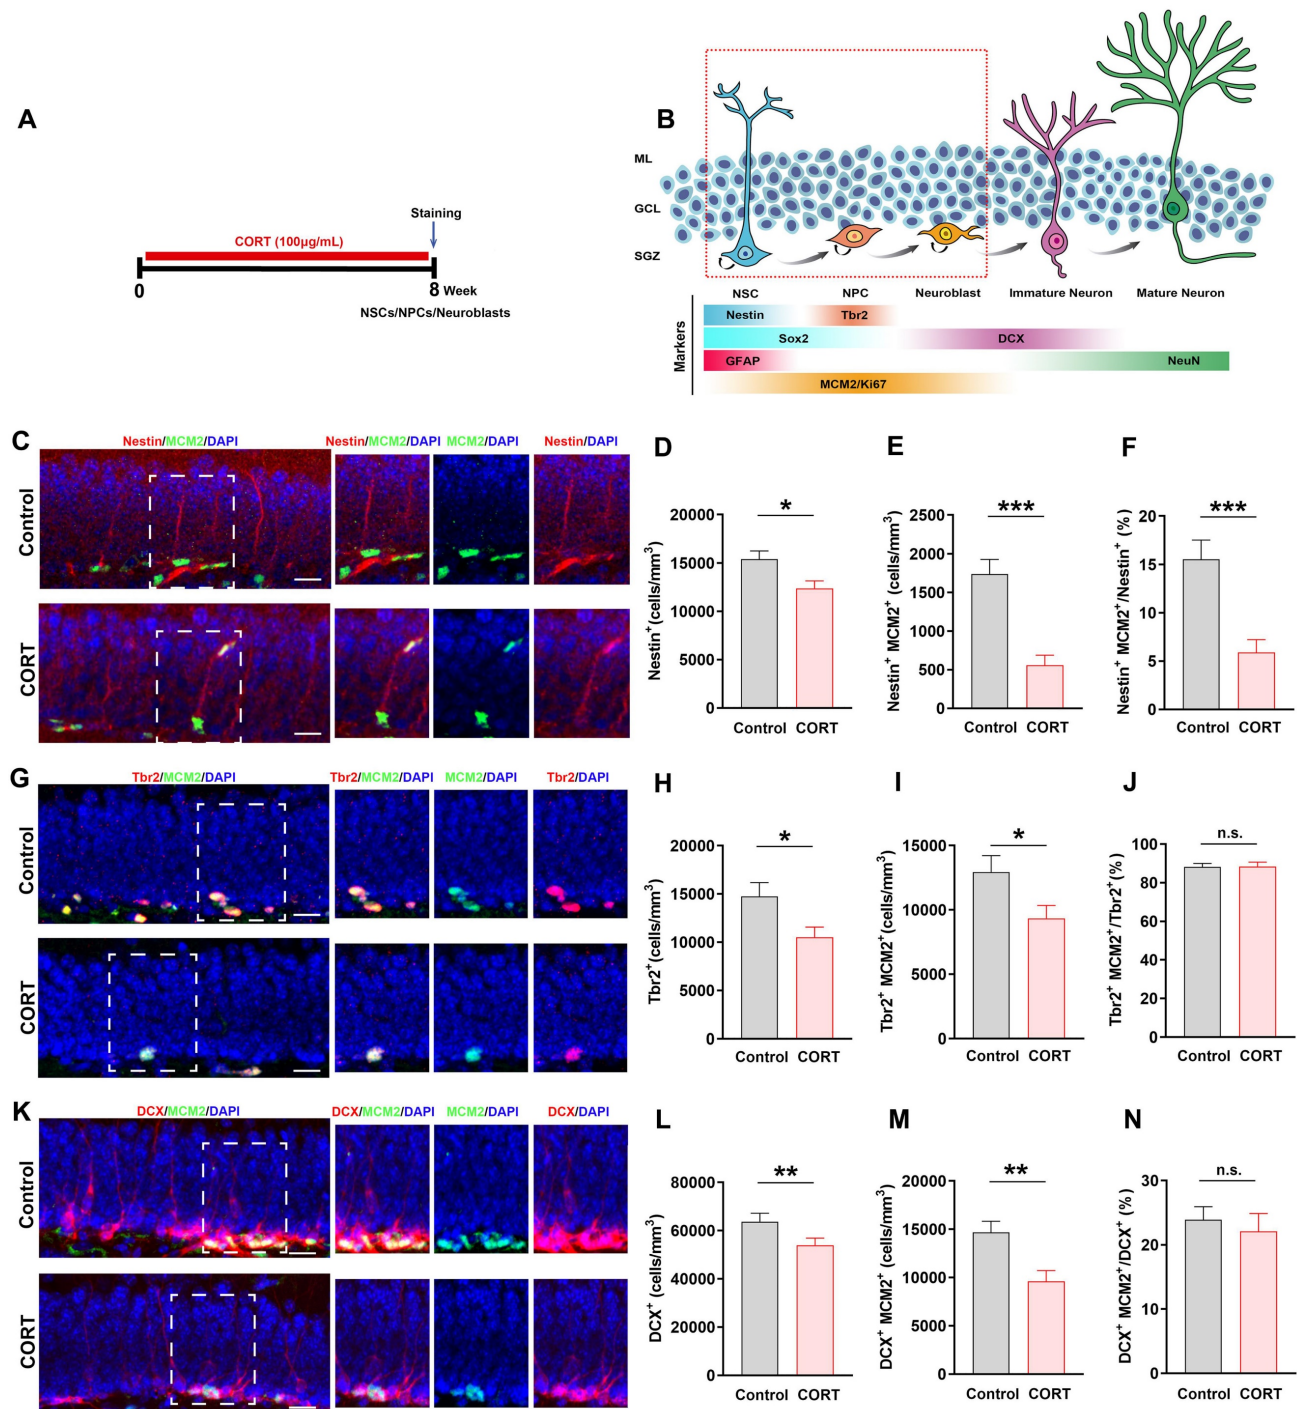 A
CORT (100μg/mL)
Staining
0
8 Week
NSCs/NPCs/Neuroblasts
B
ML
GCL
SGZ
NSC NPC Neuroblast Immature Neuron Mature Neuron
Markers
Nestin Tbr2
Sox2 DCX
GFAP NeuN
MCM2/Ki67
C
Nestin/MCM2/DAPI Nestin/MCM2/DAPI MCM2/DAPI Nestin/DAPI
Control
CORT
D
Nestin⁺(cells/mm³)
20000
15000
10000
5000
0
*
Control CORT
E
Nestin⁺ MCM2⁺ (cells/mm³)
2500
2000
1500
1000
500
0
***
Control CORT
F
Nestin⁺ MCM2⁺/Nestin⁺ (%)
20
15
10
5
0
***
Control CORT
G
Tbr2/MCM2/DAPI Tbr2/MCM2/DAPI MCM2/DAPI Tbr2/DAPI
Control
CORT
H
Tbr2⁺(cells/mm³)
20000
15000
10000
5000
0
*
Control CORT
I
Tbr2⁺ MCM2⁺(cells/mm³)
15000
10000
5000
0
*
Control CORT
J
Tbr2⁺ MCM2⁺/Tbr2⁺(%)
100
80
60
40
20
0
n.s.
Control CORT
K
DCX/MCM2/DAPI DCX/MCM2/DAPI MCM2/DAPI DCX/DAPI
Control
CORT
L
DCX⁺ (cells/mm³)
80000
60000
40000
20000
0
**
Control CORT
M
DCX⁺ MCM2⁺ (cells/mm³)
20000
15000
10000
5000
0
**
Control CORT
N
DCX⁺ MCM2⁺/DCX⁺ (%)
30
20
10
0
n.s.
Control CORT